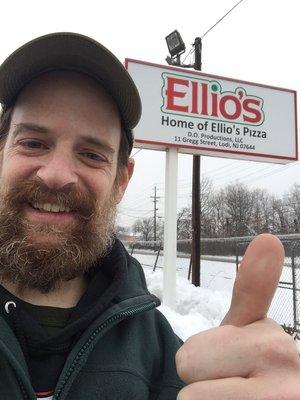 Ellio's
Home of Ellio's Pizza
D.O. Productions, LLC
11 Gregg Street, Lodi, NJ 07644